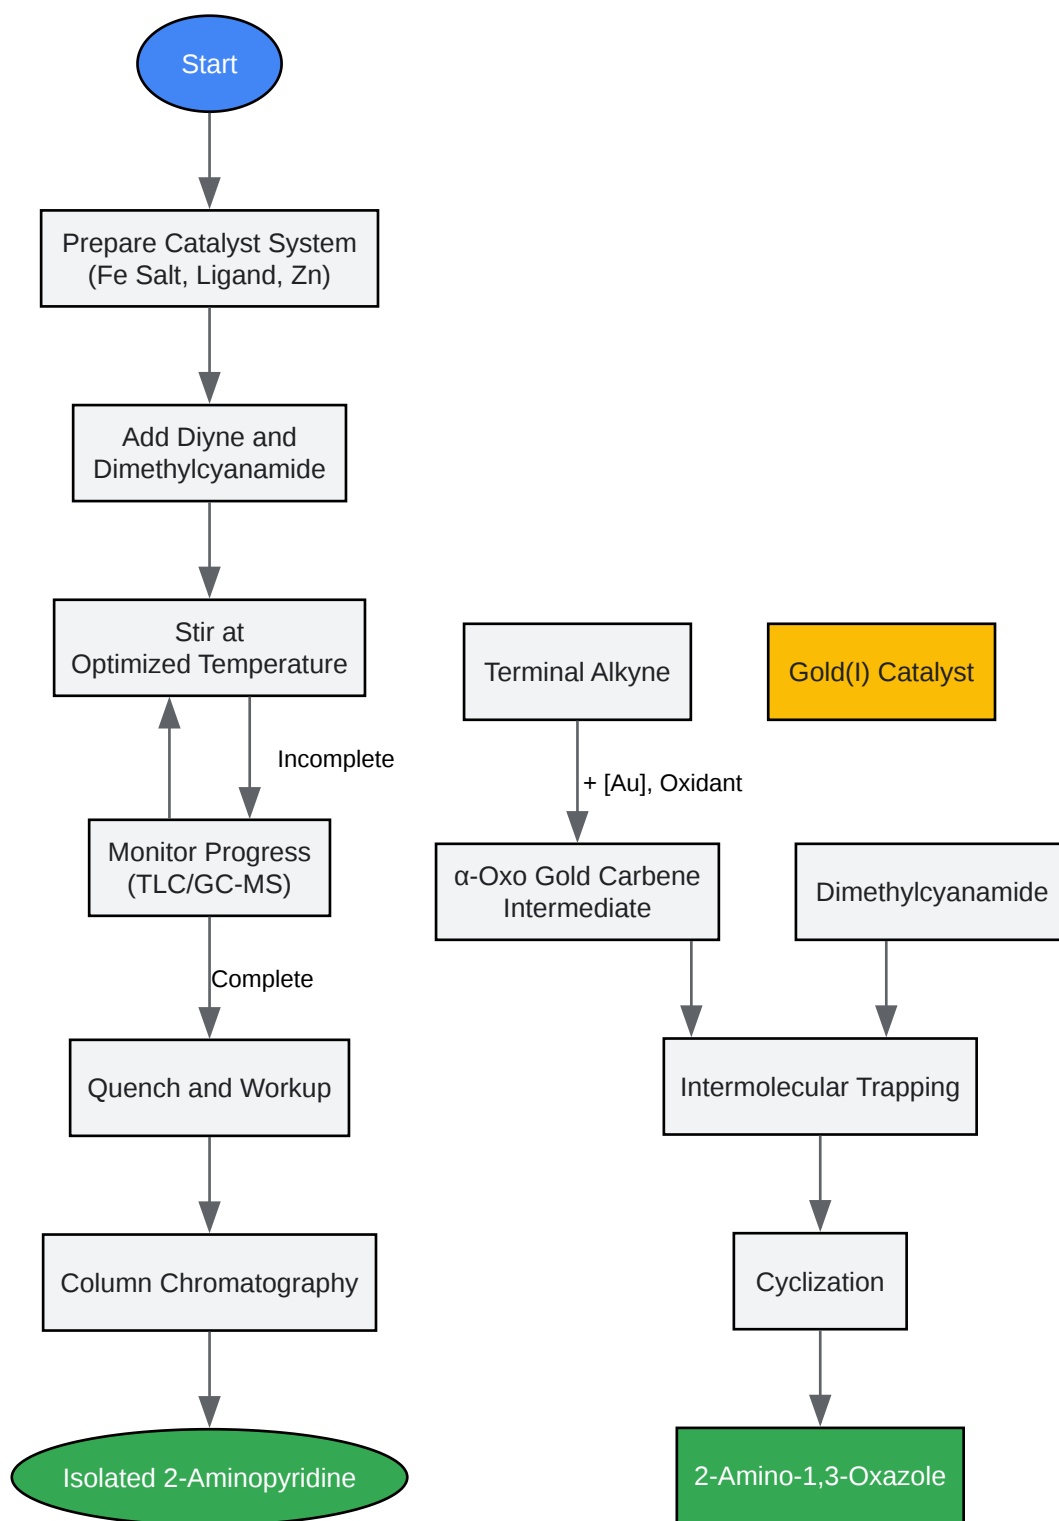 Start
Prepare Catalyst System
(Fe Salt, Ligand, Zn)
Add Diyne and
Dimethylcyanamide
Stir at
Optimized Temperature
Incomplete
Monitor Progress
(TLC/GC-MS)
Complete
Quench and Workup
Column Chromatography
Isolated 2-Aminopyridine
Terminal Alkyne
Gold(I) Catalyst
+ [Au], Oxidant
α-Oxo Gold Carbene
Intermediate
Dimethylcyanamide
Intermolecular Trapping
Cyclization
2-Amino-1,3-Oxazole